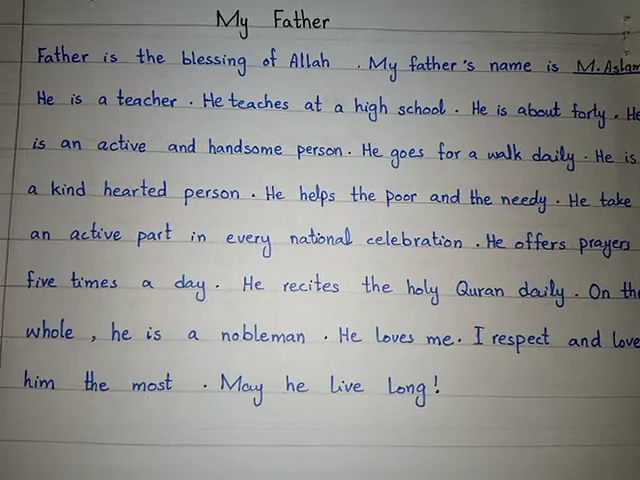 My Father
Father is the blessing of Allah . My father's name is M. Aslam
He is a teacher . He teaches at a high school . He is about forty . He
is an active and handsome person . He goes for a walk daily . He is
a kind hearted person . He helps the poor and the needy . He take
an active part in every national celebration . He offers prayers
five times a day . He recites the holy Quran daily . On the
whole , he is a nobleman . He loves me . I respect and love
him the most . May he live long !